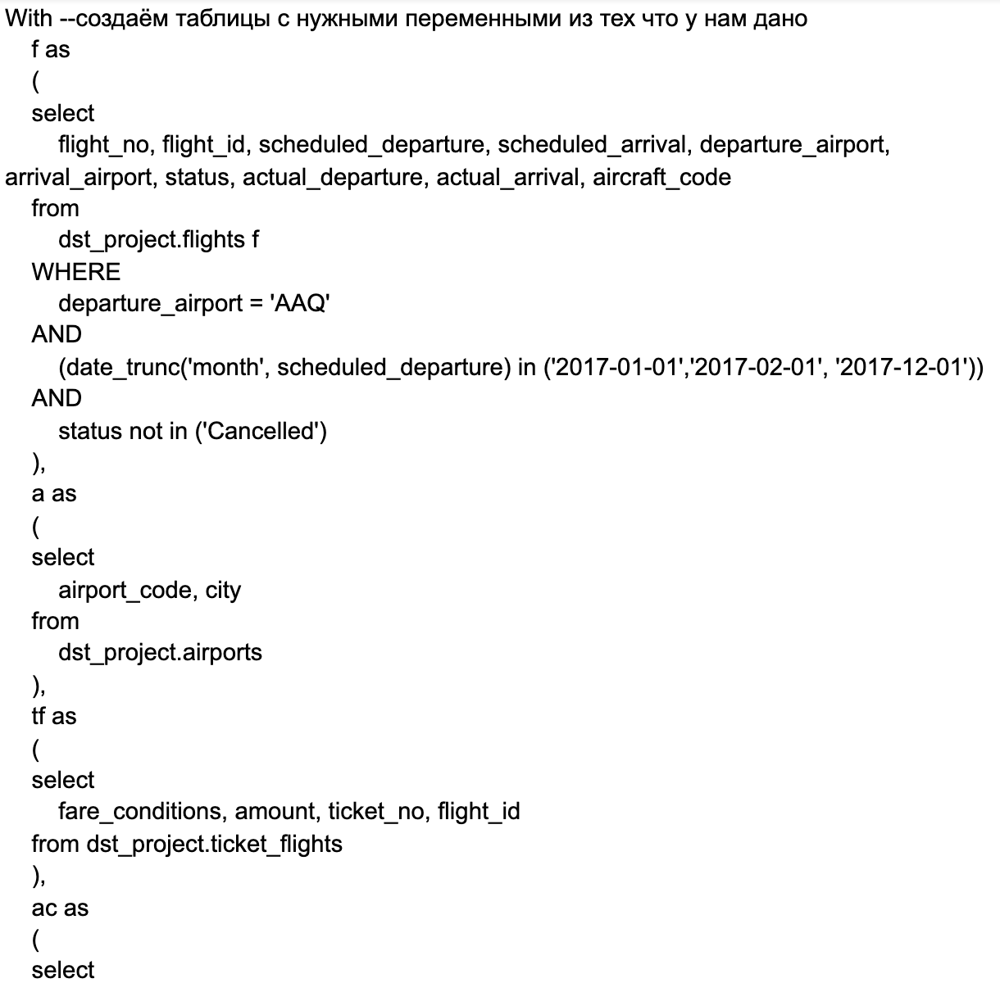 With --создаём таблицы с нужными переменными из тех что у нам дано
f as
(
select
flight_no, flight_id, scheduled_departure, scheduled_arrival, departure_airport,
arrival_airport, status, actual_departure, actual_arrival, aircraft_code
from
dst_project.flights f
WHERE
departure_airport = 'AAQ'
AND
(date_trunc('month', scheduled_departure) in ('2017-01-01','2017-02-01', '2017-12-01'))
AND
status not in ('Cancelled')
),
a as
(
select
airport_code, city
from
dst_project.airports
),
tf as
(
select
fare_conditions, amount, ticket_no, flight_id
from dst_project.ticket_flights
),
ac as
(
select